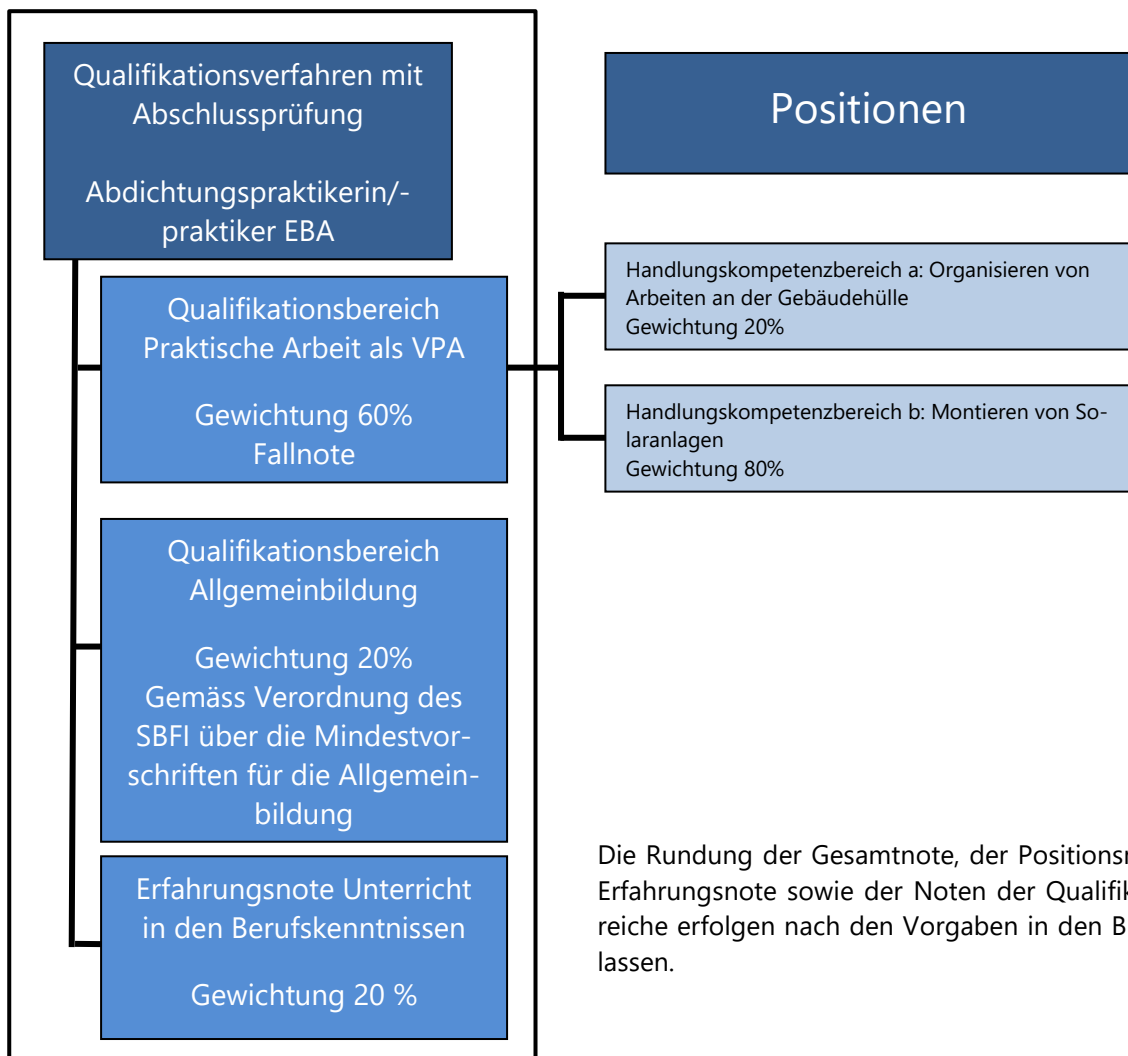 Qualifikationsverfahren mit
Abschlussprüfung
Abdichtungspraktikerin/-
praktiker EBA
Qualifikationsbereich
Praktische Arbeit als VPA
Gewichtung 60%
Fallnote
Qualifikationsbereich
Allgemeinbildung
Gewichtung 20%
Gemäss Verordnung des
SBFI über die Mindestvor-
schriften für die Allgemein-
bildung
Erfahrungsnote Unterricht
in den Berufskenntnissen
Gewichtung 20 %
Positionen
Handlungskompetenzbereich a: Organisieren von
Arbeiten an der Gebäudehülle
Gewichtung 20%
Handlungskompetenzbereich b: Montieren von So-
laranlagen
Gewichtung 80%
Die Rundung der Gesamtnote, der
Erfahrungsnote sowie der Noten der
reiche erfolgen nach den Vorgaben in den
lassen.